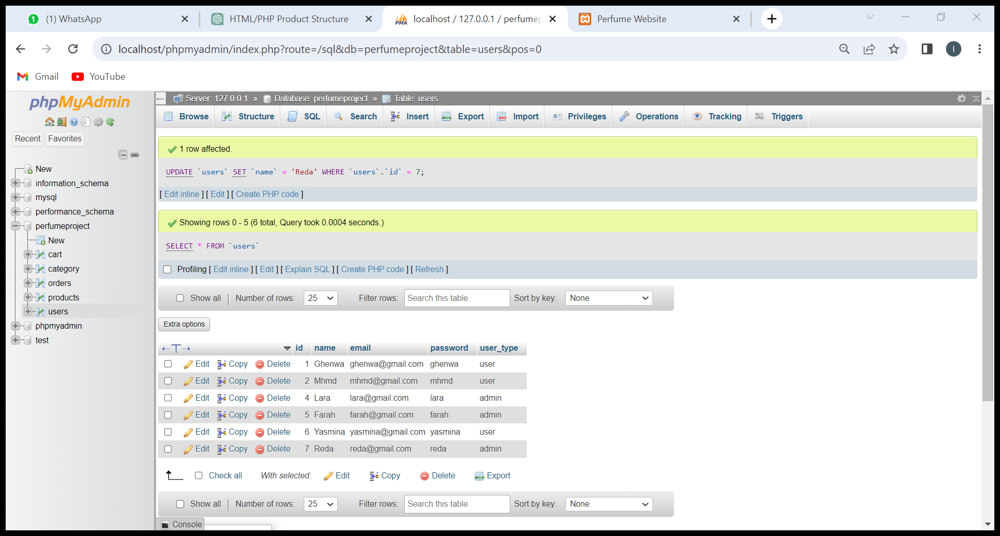 (1) WhatsApp
HTML/PHP Product Structure
PMA
localhost / 127.0.0.1 / perfumep
Perfume Website
localhost/phpmyadmin/index.php?route=/sql&db=perfumeproject&table=users&pos=0
I
Gmail
YouTube
phpMyAdmin
Recent
Favorites
New
information_schema
mysql
performance_schema
perfumeproject
New
cart
category
orders
products
users
phpmyadmin
test
Server: 127.0.0.1 » Database: perfumeproject » Table: users
Browse Structure SQL Search Insert Export Import Privileges Operations Tracking Triggers
1 row affected.
UPDATE `users` SET `name` = 'Reda' WHERE `users`.`id` = 7;
[ Edit inline ] [ Edit ] [ Create PHP code ]
Showing rows 0 - 5 (6 total, Query took 0.0004 seconds.)
SELECT * FROM `users`
Profiling [ Edit inline ] [ Edit ] [ Explain SQL ] [ Create PHP code ] [ Refresh ]
Show all Number of rows: 25 Filter rows: Search this table Sort by key: None
Extra options
id name email password user_type
Edit Copy Delete 1 Ghenwa ghenwa@gmail.com ghenwa user
Edit Copy Delete 2 Mhmd mhmd@gmail.com mhmd user
Edit Copy Delete 4 Lara lara@gmail.com lara admin
Edit Copy Delete 5 Farah farah@gmail.com farah admin
Edit Copy Delete 6 Yasmina yasmina@gmail.com yasmina user
Edit Copy Delete 7 Reda reda@gmail.com reda admin
Check all With selected: Edit Copy Delete Export
Show all Number of rows: 25 Filter rows: Search this table Sort by key: None
Console